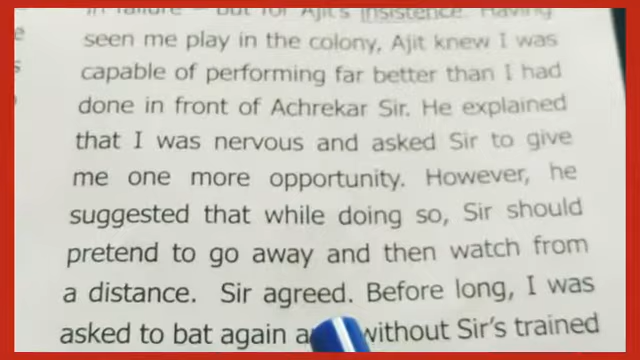 in failure – but for Ajit's insistence. Having
seen me play in the colony, Ajit knew I was
capable of performing far better than I had
done in front of Achrekar Sir. He explained
that I was nervous and asked Sir to give
me one more opportunity. However, he
suggested that while doing so, Sir should
pretend to go away and then watch from
a distance. Sir agreed. Before long, I was
asked to bat again without Sir's trained